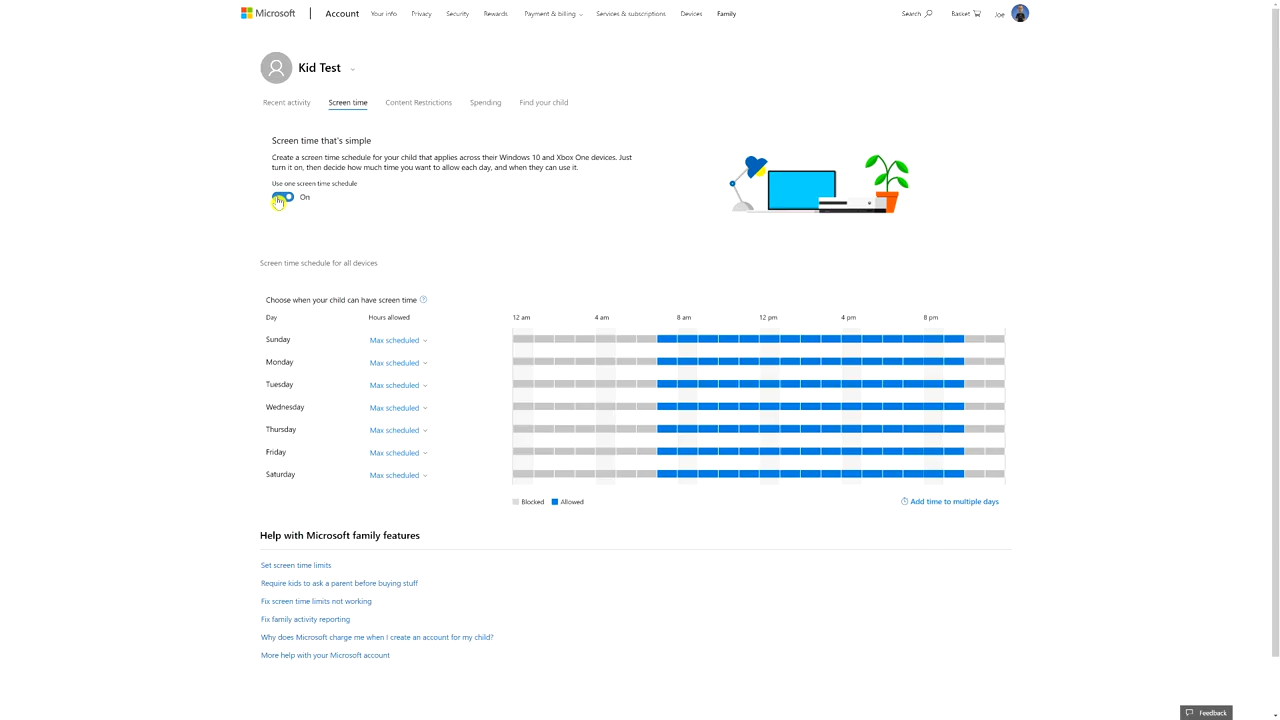 Microsoft | Account Your info Privacy Security Rewards Payment & billing Services & subscriptions Devices Family Search Basket Joe
Kid Test
Recent activity Screen time Content Restrictions Spending Find your child
Screen time that's simple
Create a screen time schedule for your child that applies across their Windows 10 and Xbox One devices. Just
turn it on, then decide how much time you want to allow each day, and when they can use it.
Use one screen time schedule
On
Screen time schedule for all devices
Choose when your child can have screen time
Day Hours allowed 12 am 4 am 8 am 12 pm 4 pm 8 pm
Sunday Max scheduled
Monday Max scheduled
Tuesday Max scheduled
Wednesday Max scheduled
Thursday Max scheduled
Friday Max scheduled
Saturday Max scheduled
Blocked Allowed Add time to multiple days
Help with Microsoft family features
Set screen time limits
Require kids to ask a parent before buying stuff
Fix screen time limits not working
Fix family activity reporting
Why does Microsoft charge me when I create an account for my child?
More help with your Microsoft account
Feedback